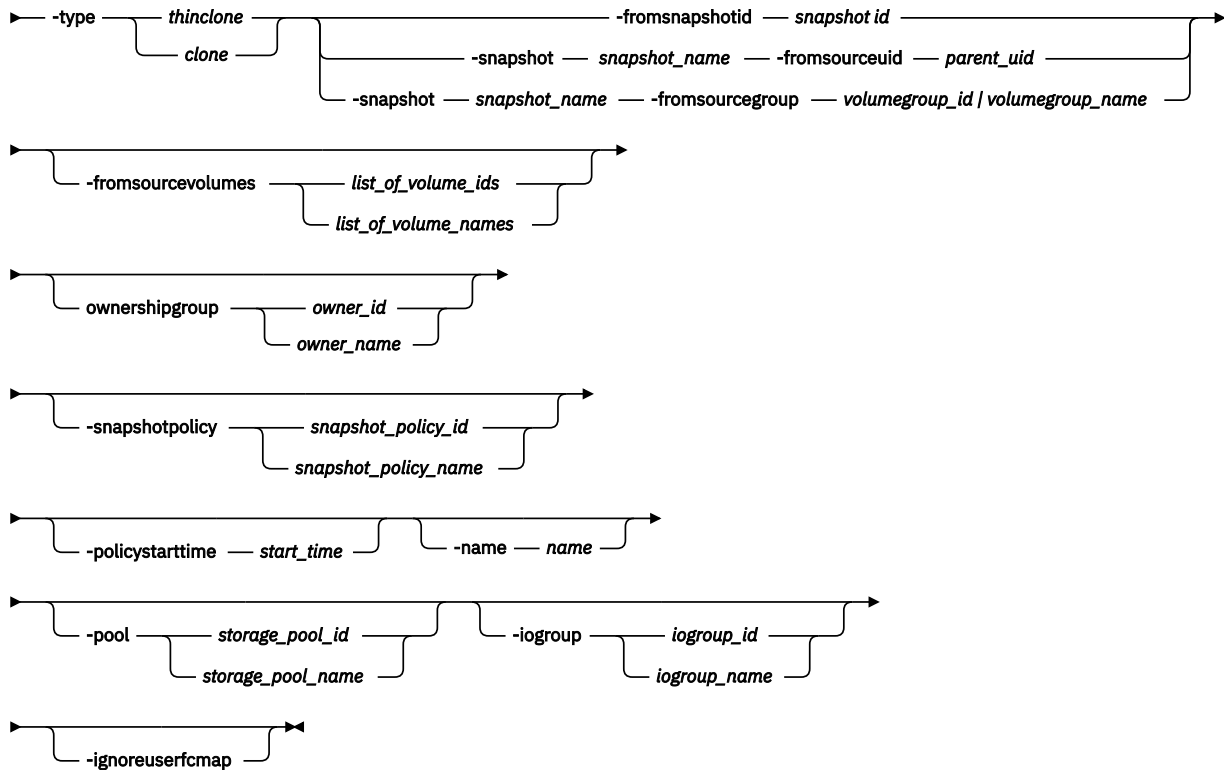 -type thinclone -fromsnapshotid snapshot id
clone -snapshot snapshot_name -fromsourceuid parent_uid
-snapshot snapshot_name -fromsourcegroup volumegroup_id | volumegroup_name
-fromsourcevolumes list_of_volume_ids
list_of_volume_names
ownershipgroup owner_id
owner_name
-snapshotpolicy snapshot_policy_id
snapshot_policy_name
-policystarttime start_time -name name
-pool storage_pool_id -iogroup iogroup_id
storage_pool_name iogroup_name
-ignoreuserfcmap